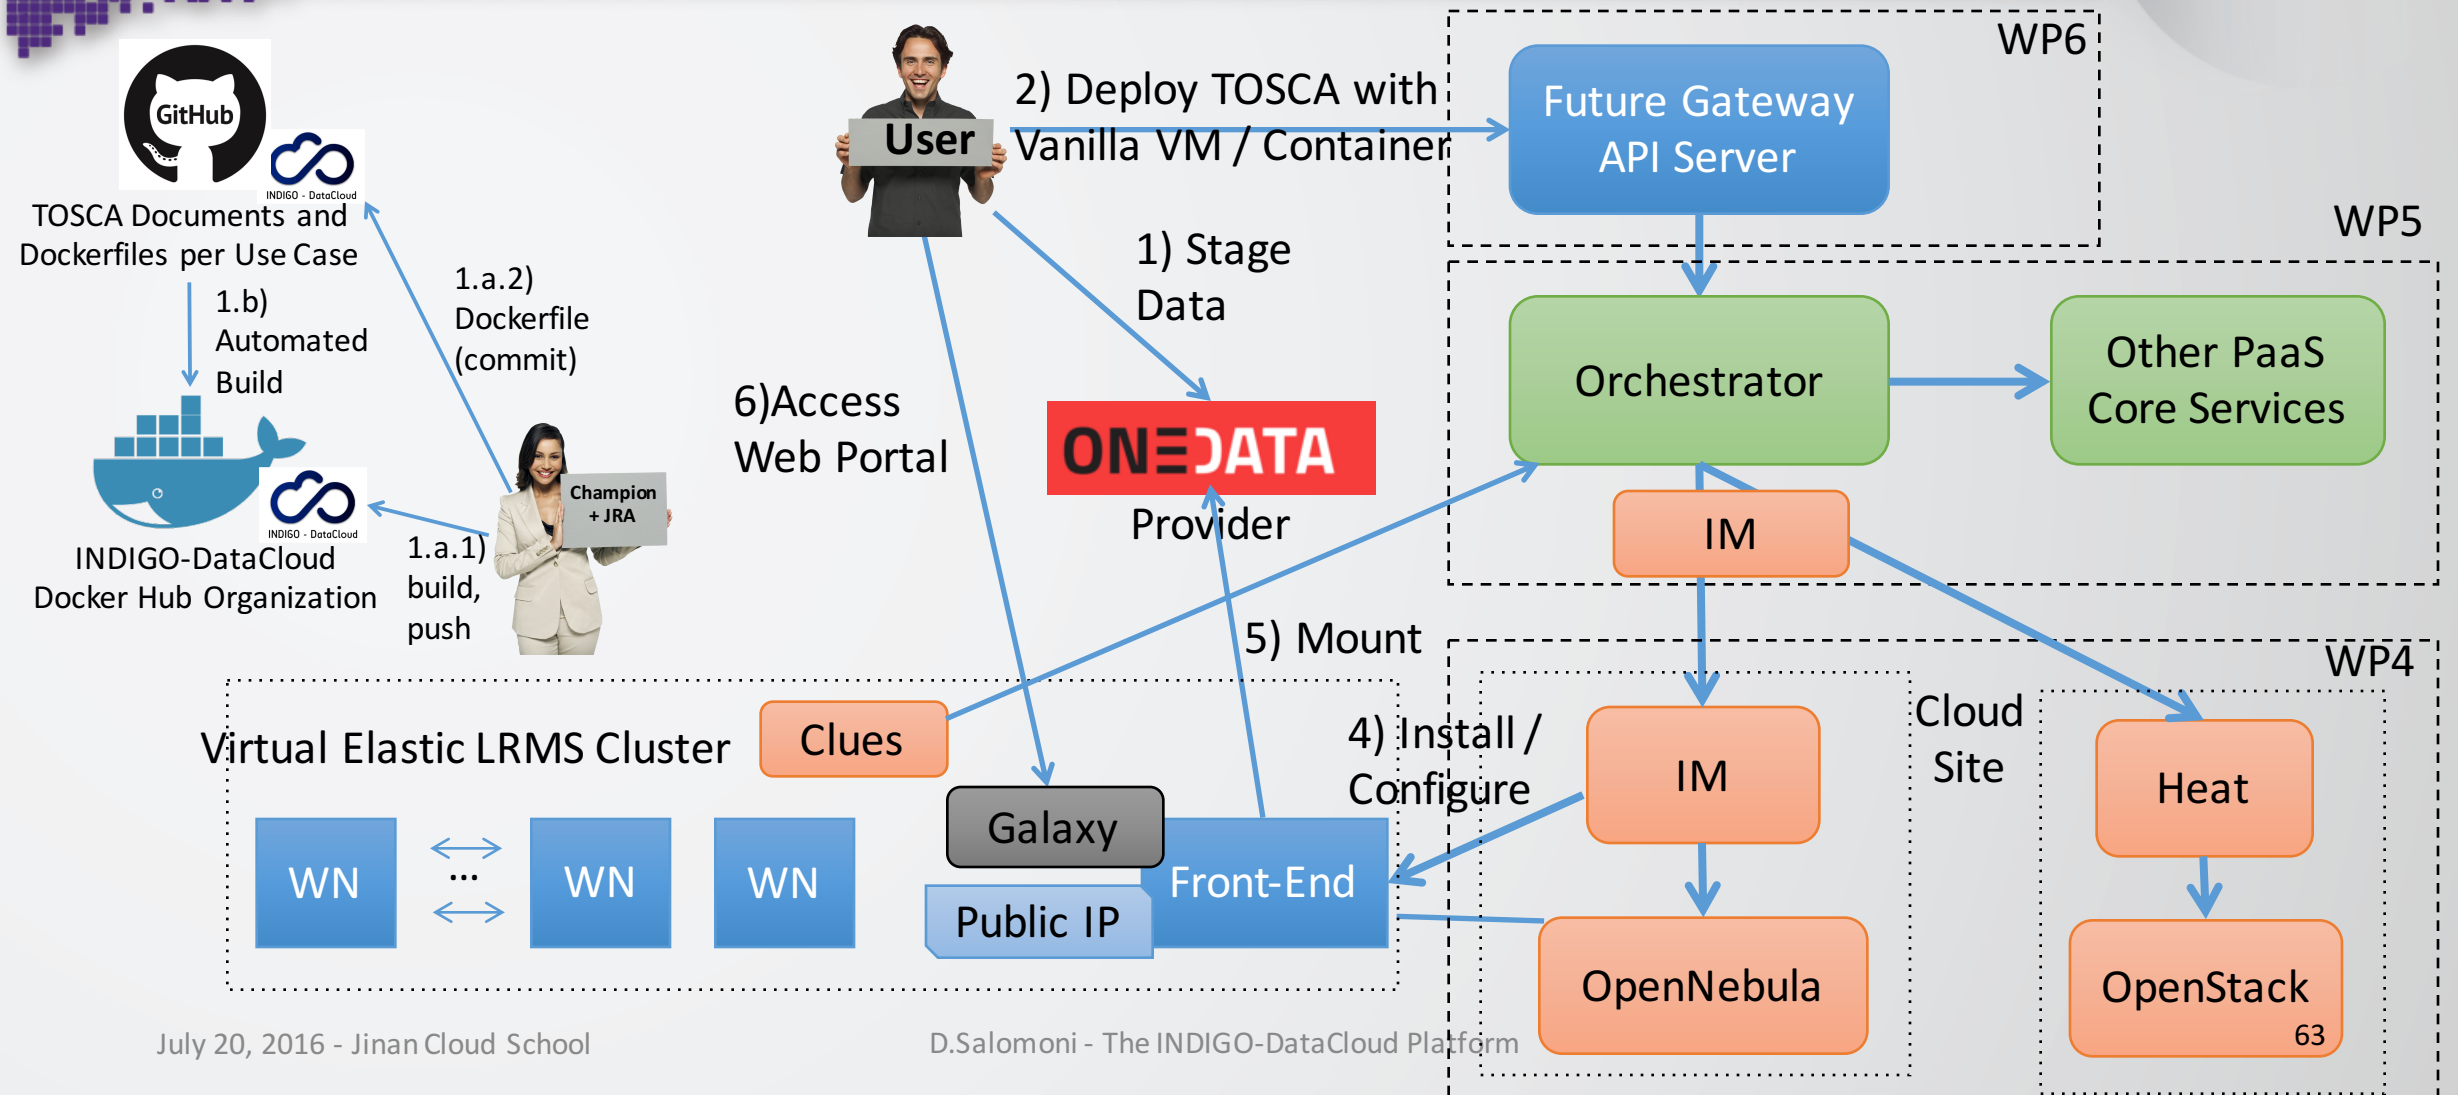 GitHub
INDIGO - DataCloud
TOSCA Documents and
Dockerfiles per Use Case
1.b)
Automated
Build
1.a.2)
Dockerfile
(commit)
INDIGO - DataCloud
INDIGO-DataCloud
Docker Hub Organization
1.a.1)
build,
push
Champion
+ JRA
User
2) Deploy TOSCA with
Vanilla VM / Container
1) Stage
Data
6)Access
Web Portal
ONEDATA
Provider
5) Mount
WP6
Future Gateway
API Server
WP5
Orchestrator
Other PaaS
Core Services
IM
WP4
Cloud
Site
4) Install /
Configure
IM
Heat
OpenNebula
OpenStack
63
Virtual Elastic LRMS Cluster
Clues
WN
...
WN
WN
Galaxy
Front-End
Public IP
July 20, 2016 - Jinan Cloud School
D.Salomoni - The INDIGO-DataCloud Platform